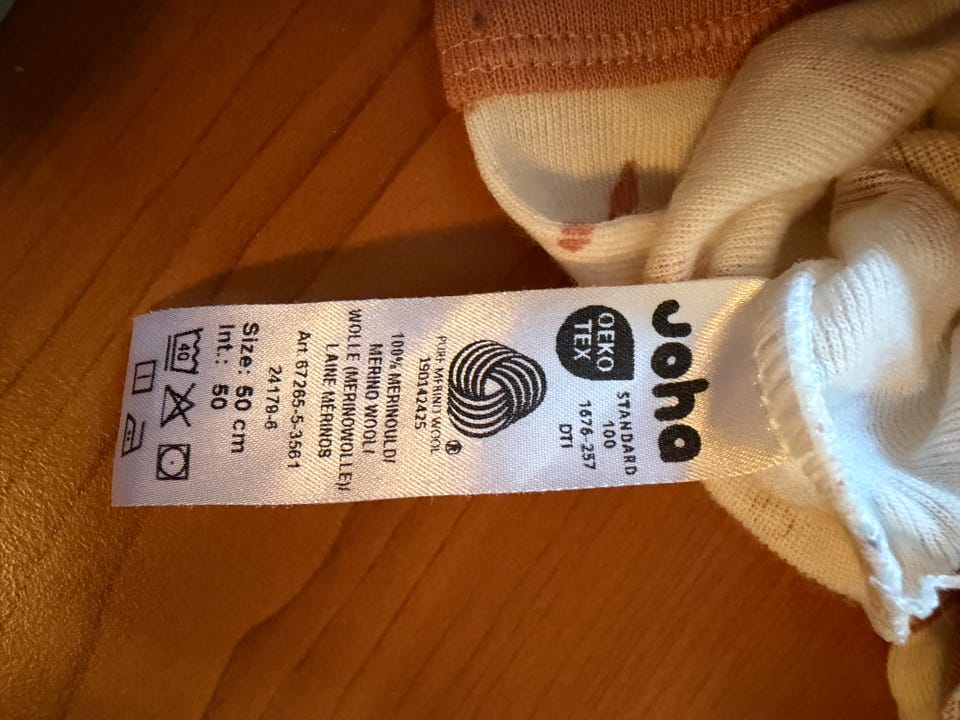 Joha
OEKO
TEX
STANDARD
100
1676-257
DTI
PURE MERINO WOOL
190142425
100% MERINOULD/
MERINO WOOL/
WOLLE (MERINOWOLLE)/
LAINE MERINOS
Art. 67265-5-3561
24179-6
Size: 50 cm
Int.: 50
40